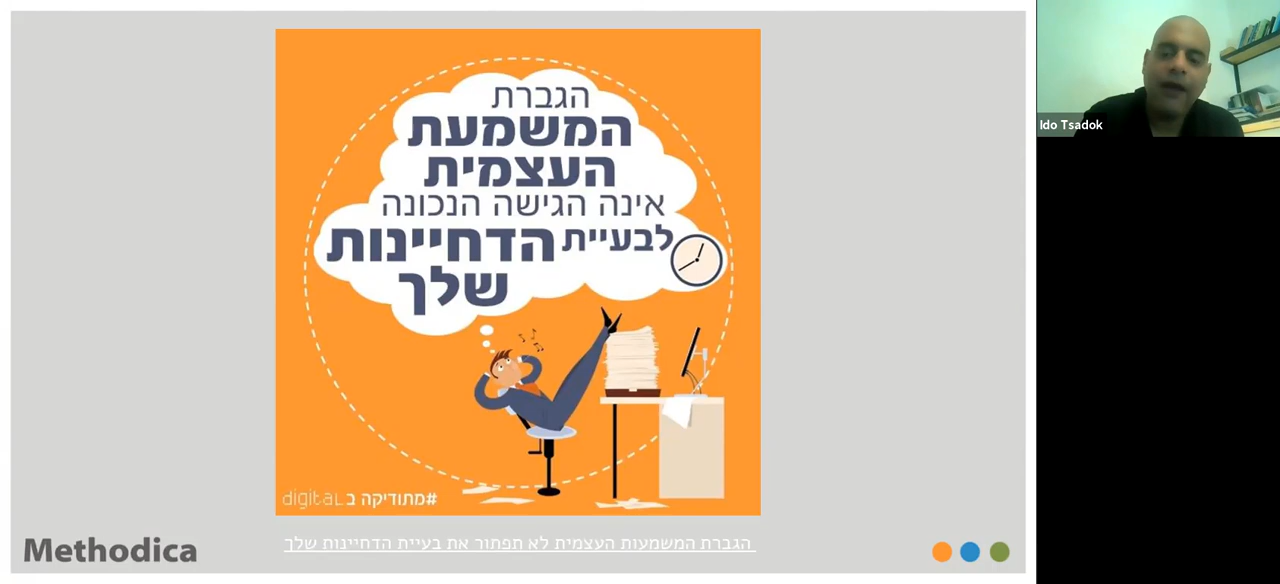 הגברת
המשמעת
העצמית
אינה הגישה הנכונה
לבעיית הדחיינות
שלך
#מתודיקה ב digital
הגברת המשמעות העצמית לא תפתור את בעיית הדחיינות שלך
Methodica
Ido Tsadok